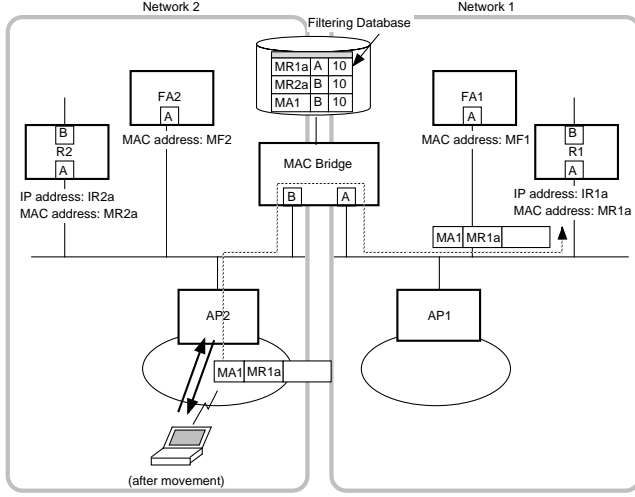 Network 2
Network 1
Filtering Database
MR1a A 10
MR2a B 10
MA1 B 10
FA2
A
MAC address: MF2
FA1
A
MAC address: MF1
B
R2
A
IP address: IR2a
MAC address: MR2a
B
R1
A
IP address: IR1a
MAC address: MR1a
MAC Bridge
B A
MA1 MR1a
AP2
AP1
MA1 MR1a
(after movement)